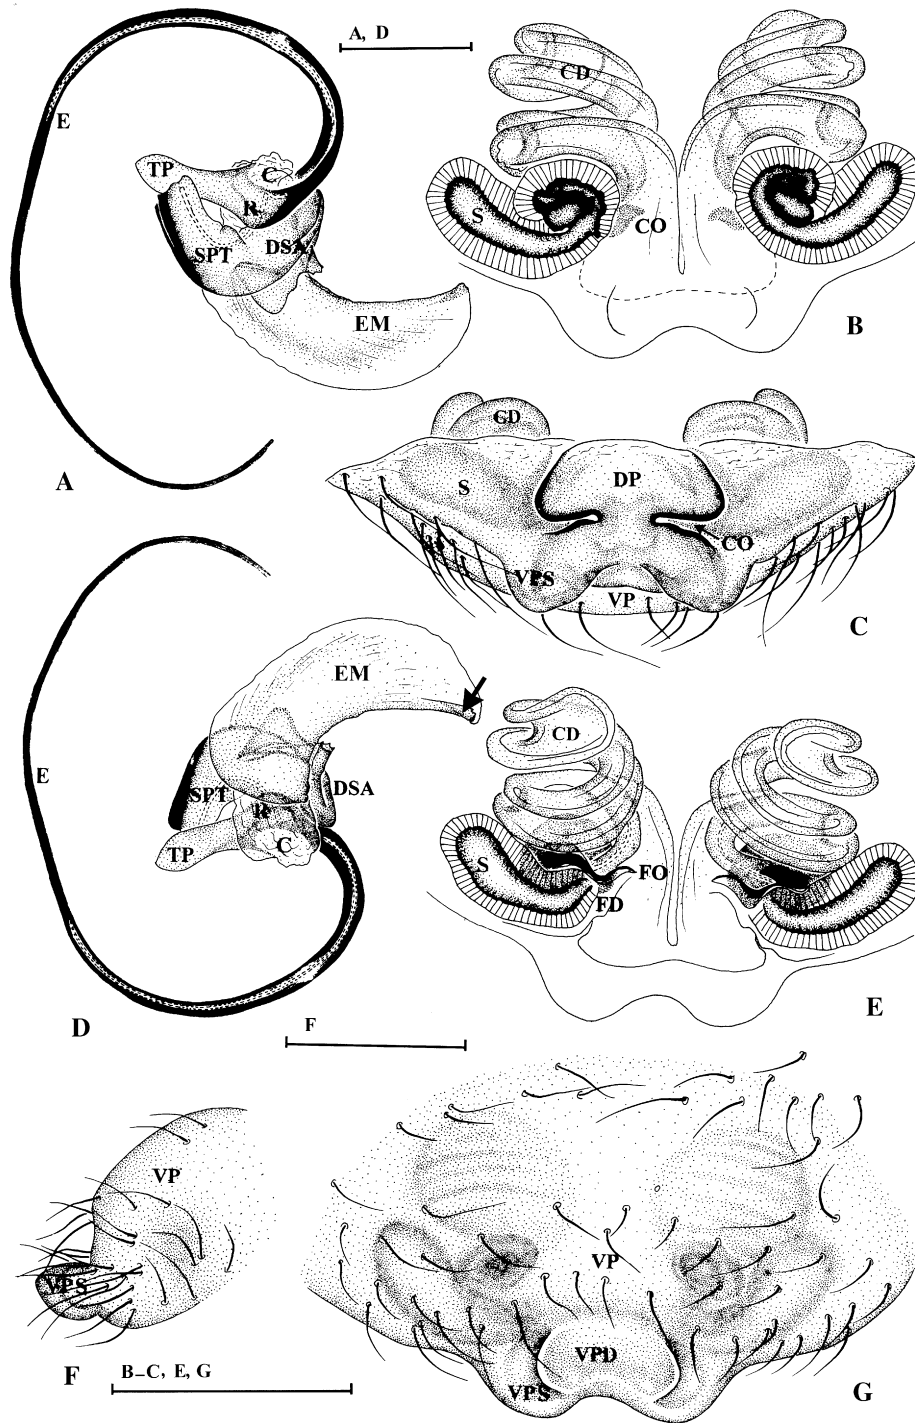 A, D
E
TP
C
R
SPT
DSA
EM
A
CD
S
CO
B
CD
S
DP
CO
VPS
VP
C
EM
E
SPT
R
DSA
C
TP
D
CD
S
FO
FD
E
F
VP
VPS
F
B–C, E, G
VP
VPD
VPS
G